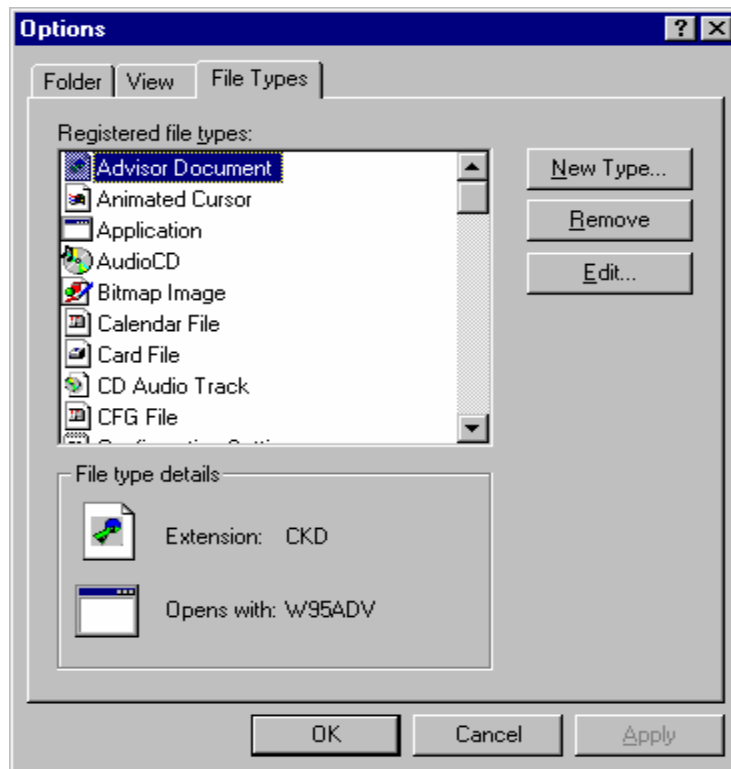 Options
Folder View File Types
Registered file types:
Advisor Document
Animated Cursor
Application
AudioCD
Bitmap Image
Calendar File
Card File
CD Audio Track
CFG File
New Type...
Remove
Edit...
File type details
Extension: CKD
Opens with: W95ADV
OK Cancel Apply